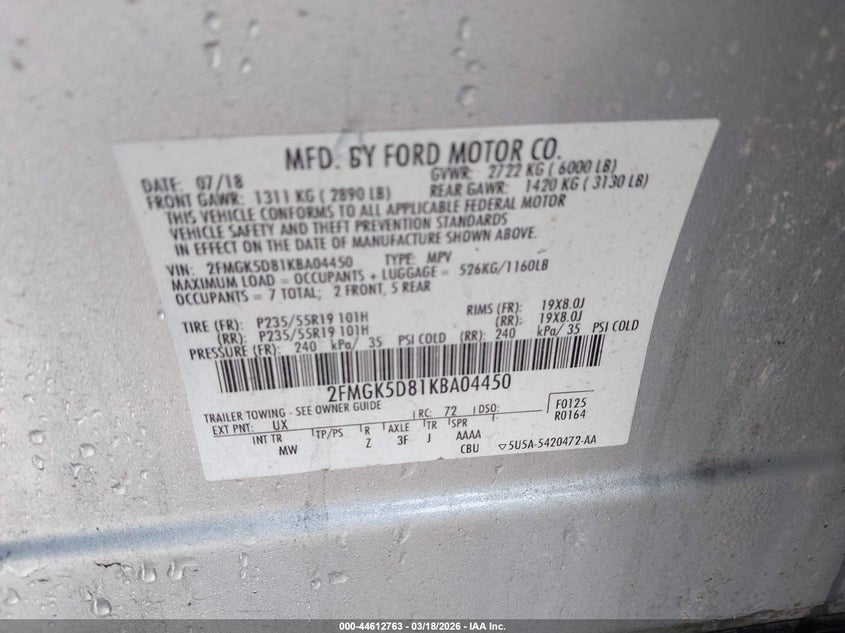 MFD. BY FORD MOTOR CO.
DATE: 07/18 GVWR: 2722 KG ( 6000 LB)
FRONT GAWR: 1311 KG ( 2890 LB) REAR GAWR: 1420 KG ( 3130 LB)
THIS VEHICLE CONFORMS TO ALL APPLICABLE FEDERAL MOTOR
VEHICLE SAFETY AND THEFT PREVENTION STANDARDS
IN EFFECT ON THE DATE OF MANUFACTURE SHOWN ABOVE.
VIN: 2FMGK5D81KBA04450 TYPE: MPV
MAXIMUM LOAD = OCCUPANTS + LUGGAGE = 526KG/1160LB
OCCUPANTS = 7 TOTAL; 2 FRONT, 5 REAR
TIRE (FR): P235/55R19 101H RIMS (FR): 19X8.0J
(RR): P235/55R19 101H (RR): 19X8.0J
PRESSURE (FR): 240 kPa/ 35 PSI COLD (RR): 240 kPa/ 35 PSI COLD
2FMGK5D81KBA04450
TRAILER TOWING - SEE OWNER GUIDE F0125
EXT PNT: UX RC: 72 DSO: R0164
INT TR TP/PS R AXLE TR SPR
MW Z 3F J AAAA
CBU ▽5U5A-5420472-AA
000-44612763 | 03/18/2026 | IAA Inc.